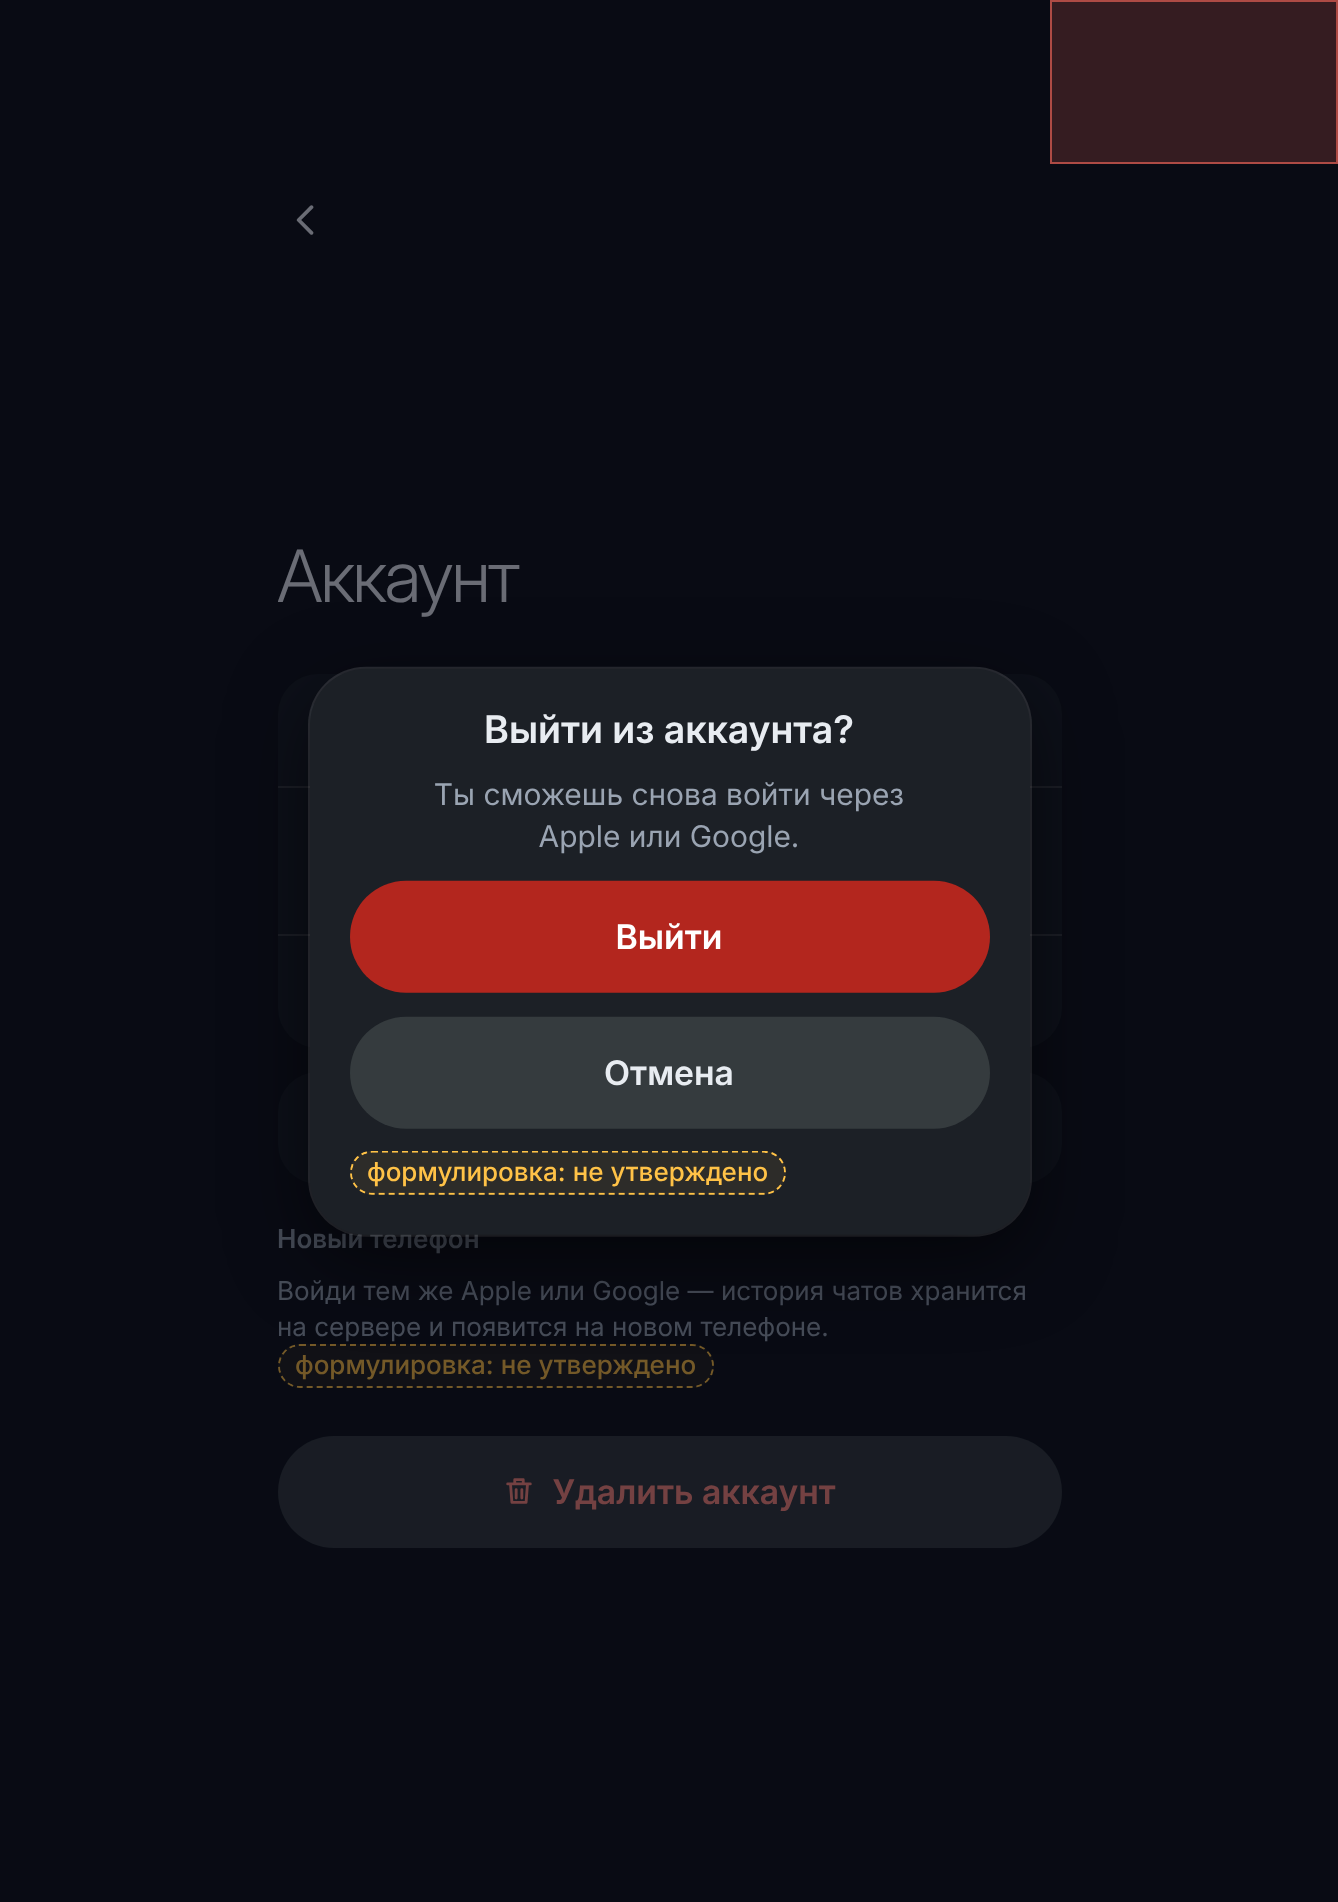 Аккаунт
Выйти из аккаунта?
Ты сможешь снова войти через
Apple или Google.
Выйти
Отмена
формулировка: не утверждено
Новый телефон
Войди тем же Apple или Google — история чатов хранится
на сервере и появится на новом телефоне.
формулировка: не утверждено
Удалить аккаунт